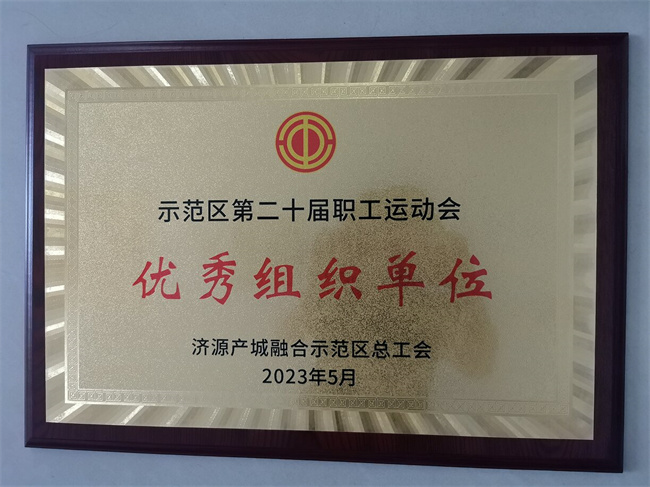 示范区第二十届职工运动会
优秀组织单位
济源产城融合示范区总工会
2023年5月